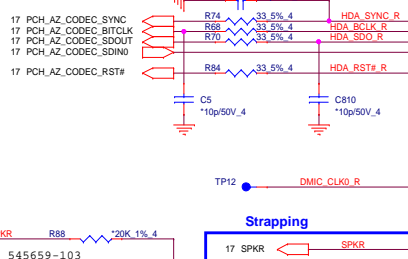 17 PCH_AZ_CODEC_SYNC R74 33_5%_4 HDA_SYNC_R
17 PCH_AZ_CODEC_BITCLK R68 33_5%_4 HDA_BCLK_R
17 PCH_AZ_CODEC_SDOUT R70 33_5%_4 HDA_SDO_R
17 PCH_AZ_CODEC_SDIN0
17 PCH_AZ_CODEC_RST# R84 33_5%_4 HDA_RST#_R
C5 C810
*10p/50V_4 *10p/50V_4
TP12 DMIC_CLK0_R
Strapping
KR R88 *20K_1%_4
17 SPKR SPKR
545659-103